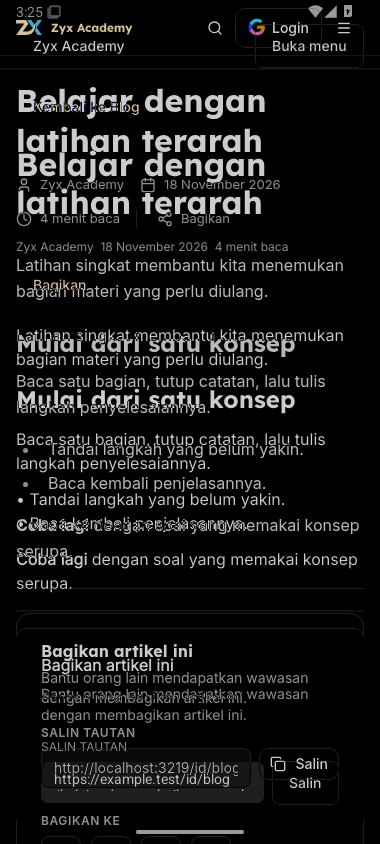 3:25
Zyx Academy
Login
Zyx Academy
Buka menu
Kembali ke Blog
Belajar dengan
latihan terarah
Belajar dengan
latihan terarah
Zyx Academy
18 November 2026
4 menit baca
Bagikan
Zyx Academy 18 November 2026 4 menit baca
Latihan singkat membantu kita menemukan
bagian materi yang perlu diulang.
Bagikan
Latihan singkat membantu kita menemukan
bagian materi yang perlu diulang.
Mulai dari satu konsep
Baca satu bagian, tutup catatan, lalu tulis
langkah penyelesaiannya.
Mulai dari satu konsep
Baca satu bagian, tutup catatan, lalu tulis
langkah penyelesaiannya.
Tandai langkah yang belum yakin.
Baca kembali penjelasannya.
• Tandai langkah yang belum yakin.
• Baca kembali penjelasannya.
Coba lagi dengan soal yang memakai konsep
serupa.
Coba lagi dengan soal yang memakai konsep
serupa.
Bagikan artikel ini
Bagikan artikel ini
Bantu orang lain mendapatkan wawasan
dengan membagikan artikel ini.
Bantu orang lain mendapatkan wawasan
dengan membagikan artikel ini.
SALIN TAUTAN
SALIN TAUTAN
http://localhost:3219/id/blog
Salin
https://example.test/id/blog
Salin
BAGIKAN KE